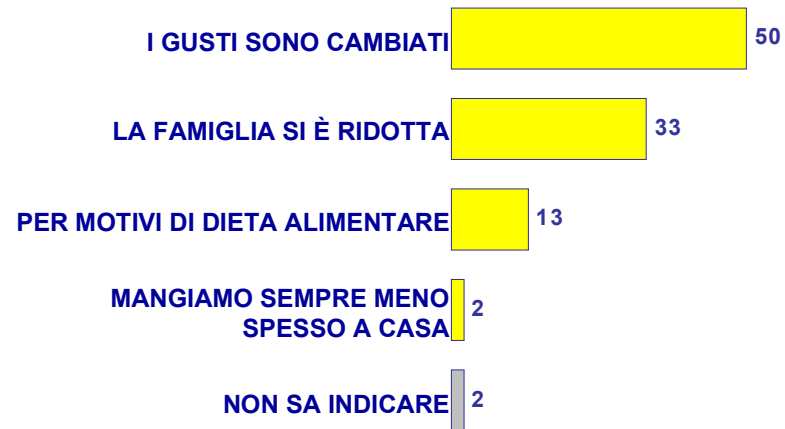 I GUSTI SONO CAMBIATI 50
LA FAMIGLIA SI È RIDOTTA 33
PER MOTIVI DI DIETA ALIMENTARE 13
MANGIAMO SEMPRE MENO
SPESSO A CASA 2
NON SA INDICARE 2